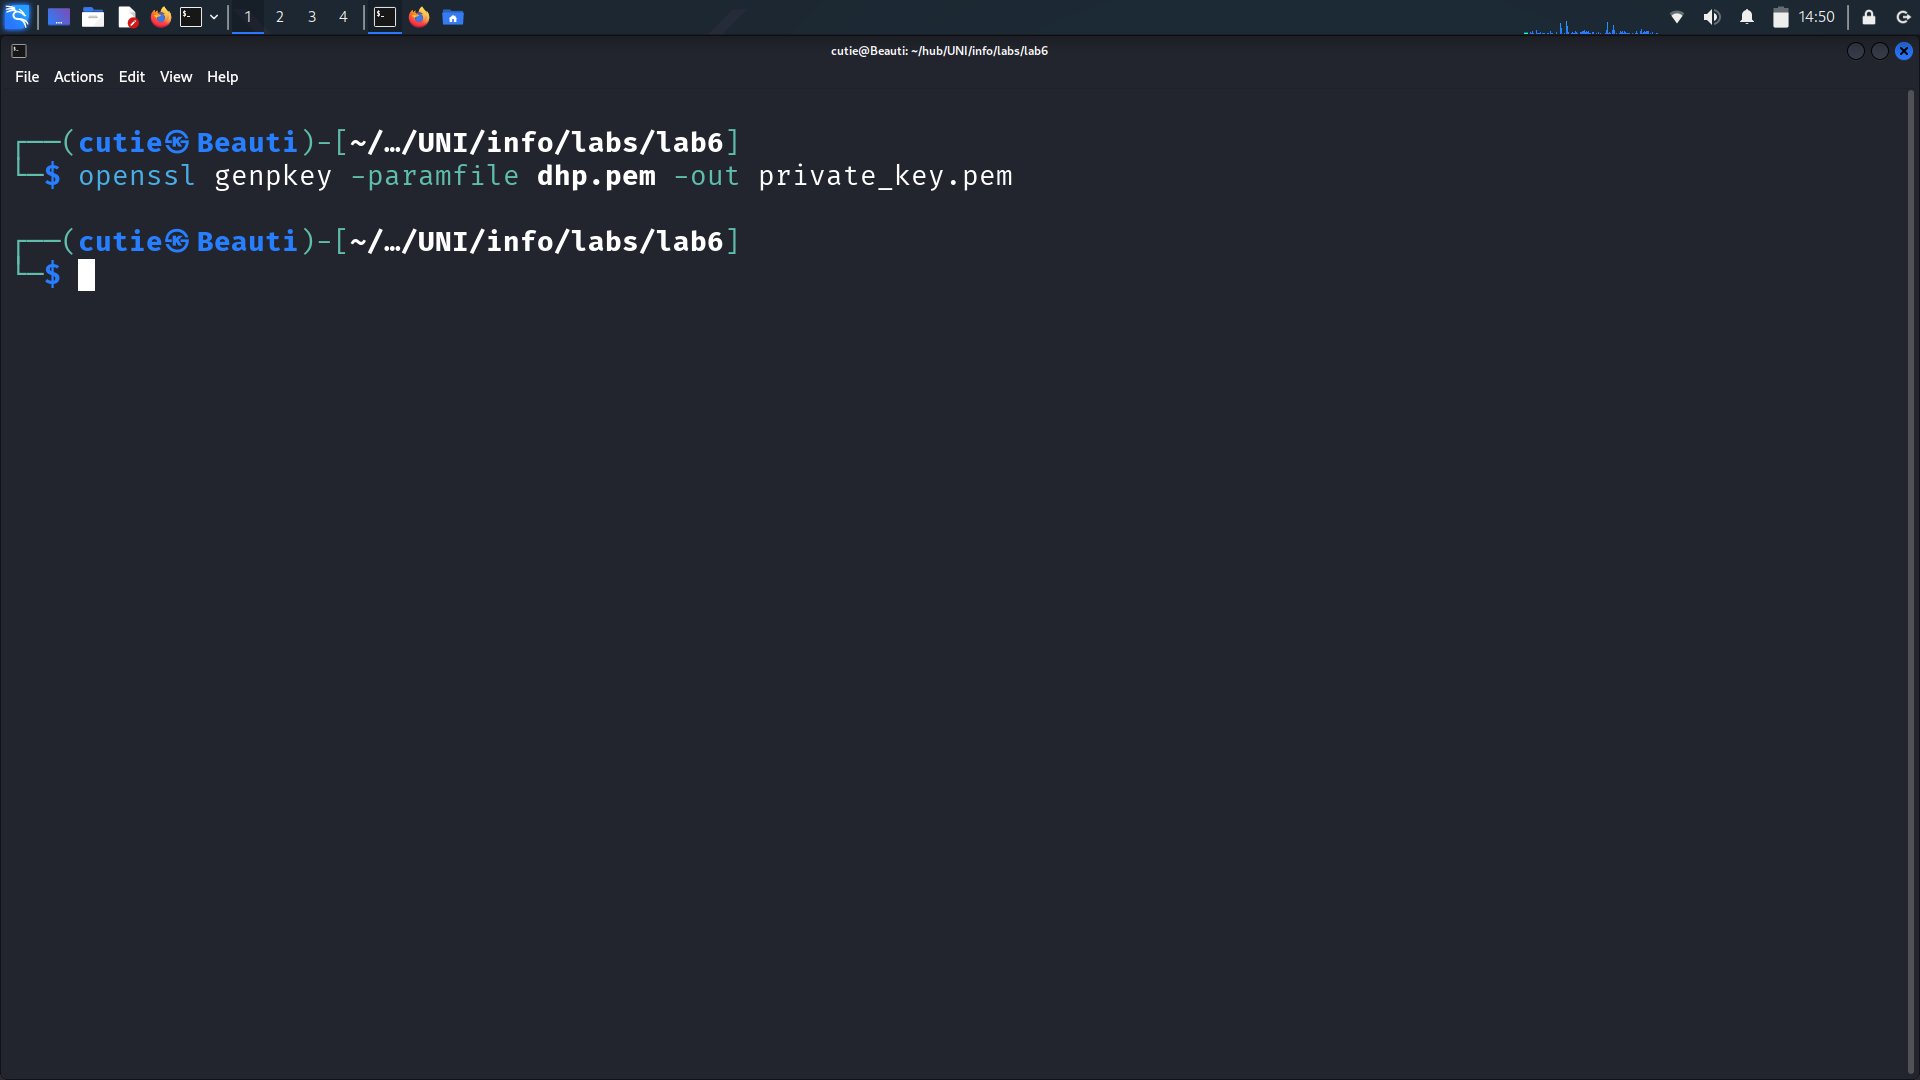 1 2 3 4 14:50
cutie@Beauti: ~/hub/UNI/info/labs/lab6
File Actions Edit View Help
┌──(cutie㉿Beauti)-[~/…/UNI/info/labs/lab6]
└─$ openssl genpkey -paramfile dhp.pem -out private_key.pem
┌──(cutie㉿Beauti)-[~/…/UNI/info/labs/lab6]
└─$